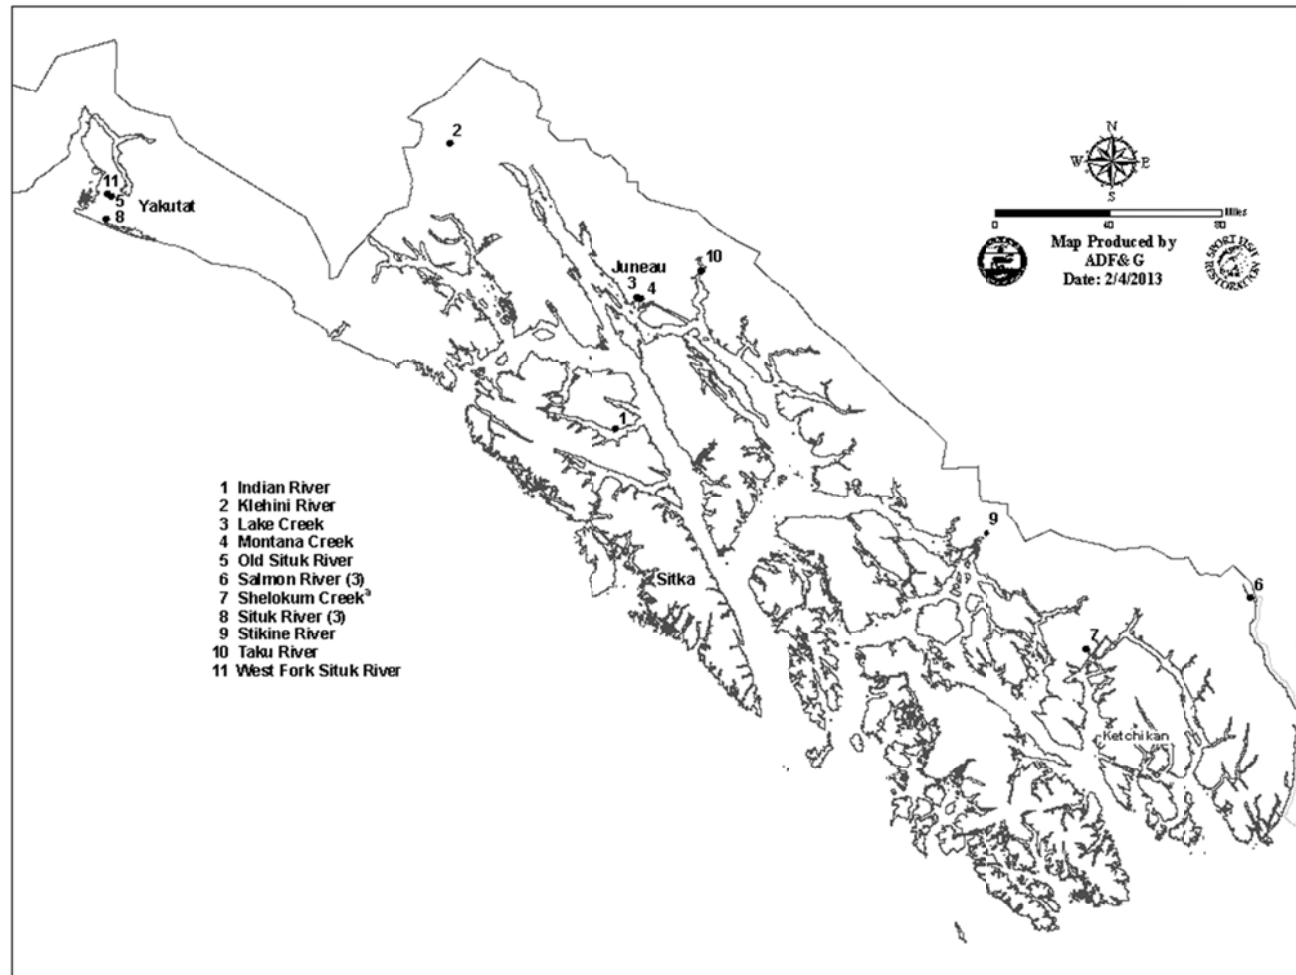 2
N
W E
S
11
5
Yakutat
8
0 40 80 Miles
Map Produced by
ADF& G
Date: 2/4/2013
SPORT FISH
10
Juneau
3 4
1
1 Indian River
2 Klehini River
3 Lake Creek
4 Montana Creek
5 Old Situk River
6 Salmon River (3)
7 Shelokum Creekª
8 Situk River (3)
9 Stikine River
10 Taku River
11 West Fork Situk River
9
Sitka
6
7
Ketchikan